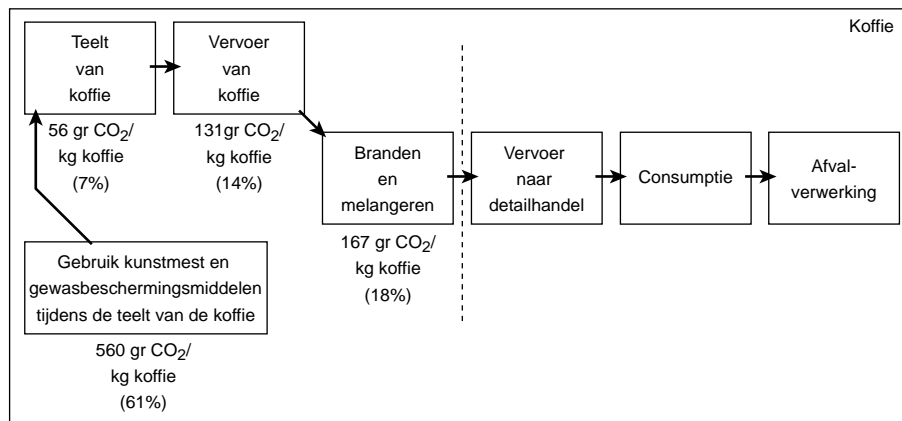 Koffie
Teelt
van
koffie
56 gr CO₂/
kg koffie
(7%)
Vervoer
van
koffie
131gr CO₂/
kg koffie
(14%)
Gebruik kunstmest en
gewasbeschermingsmiddelen
tijdens de teelt van de koffie
560 gr CO₂/
kg koffie
(61%)
Branden
en
melangeren
167 gr CO₂/
kg koffie
(18%)
Vervoer
naar
detailhandel
Consumptie
Afval-
verwerking